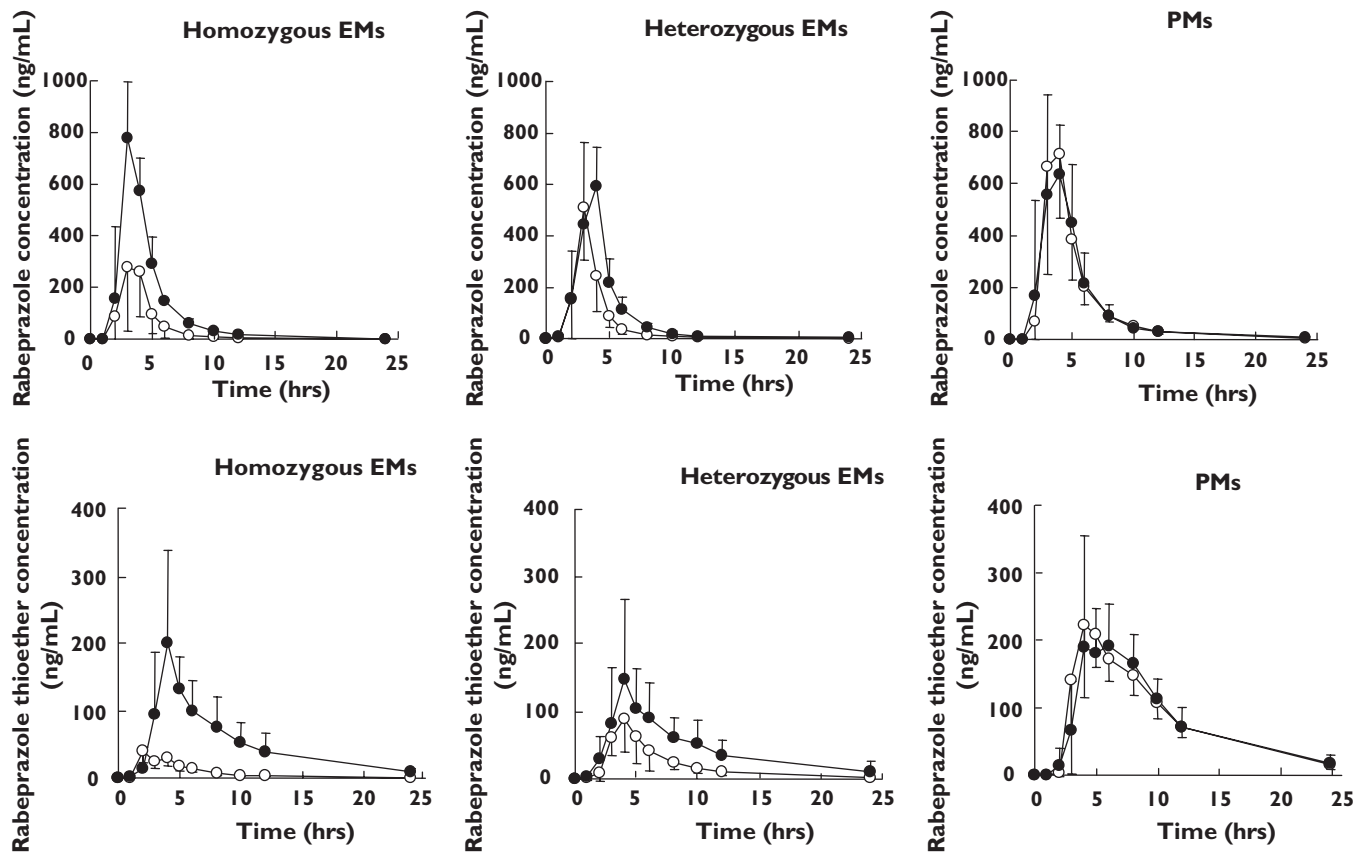 Homozygous EMs
Rabeprazole concentration (ng/mL)
1000
800
600
400
200
0
0 5 10 15 20 25
Time (hrs)
Heterozygous EMs
Rabeprazole concentration (ng/mL)
1000
800
600
400
200
0
0 5 10 15 20 25
Time (hrs)
PMs
Rabeprazole concentration (ng/mL)
1000
800
600
400
200
0
0 5 10 15 20 25
Time (hrs)
Homozygous EMs
Rabeprazole thioether concentration
(ng/mL)
400
300
200
100
0
0 5 10 15 20 25
Time (hrs)
Heterozygous EMs
Rabeprazole thioether concentration
(ng/mL)
400
300
200
100
0
0 5 10 15 20 25
Time (hrs)
PMs
Rabeprazole thioether concentration
(ng/mL)
400
300
200
100
0
0 5 10 15 20 25
Time (hrs)